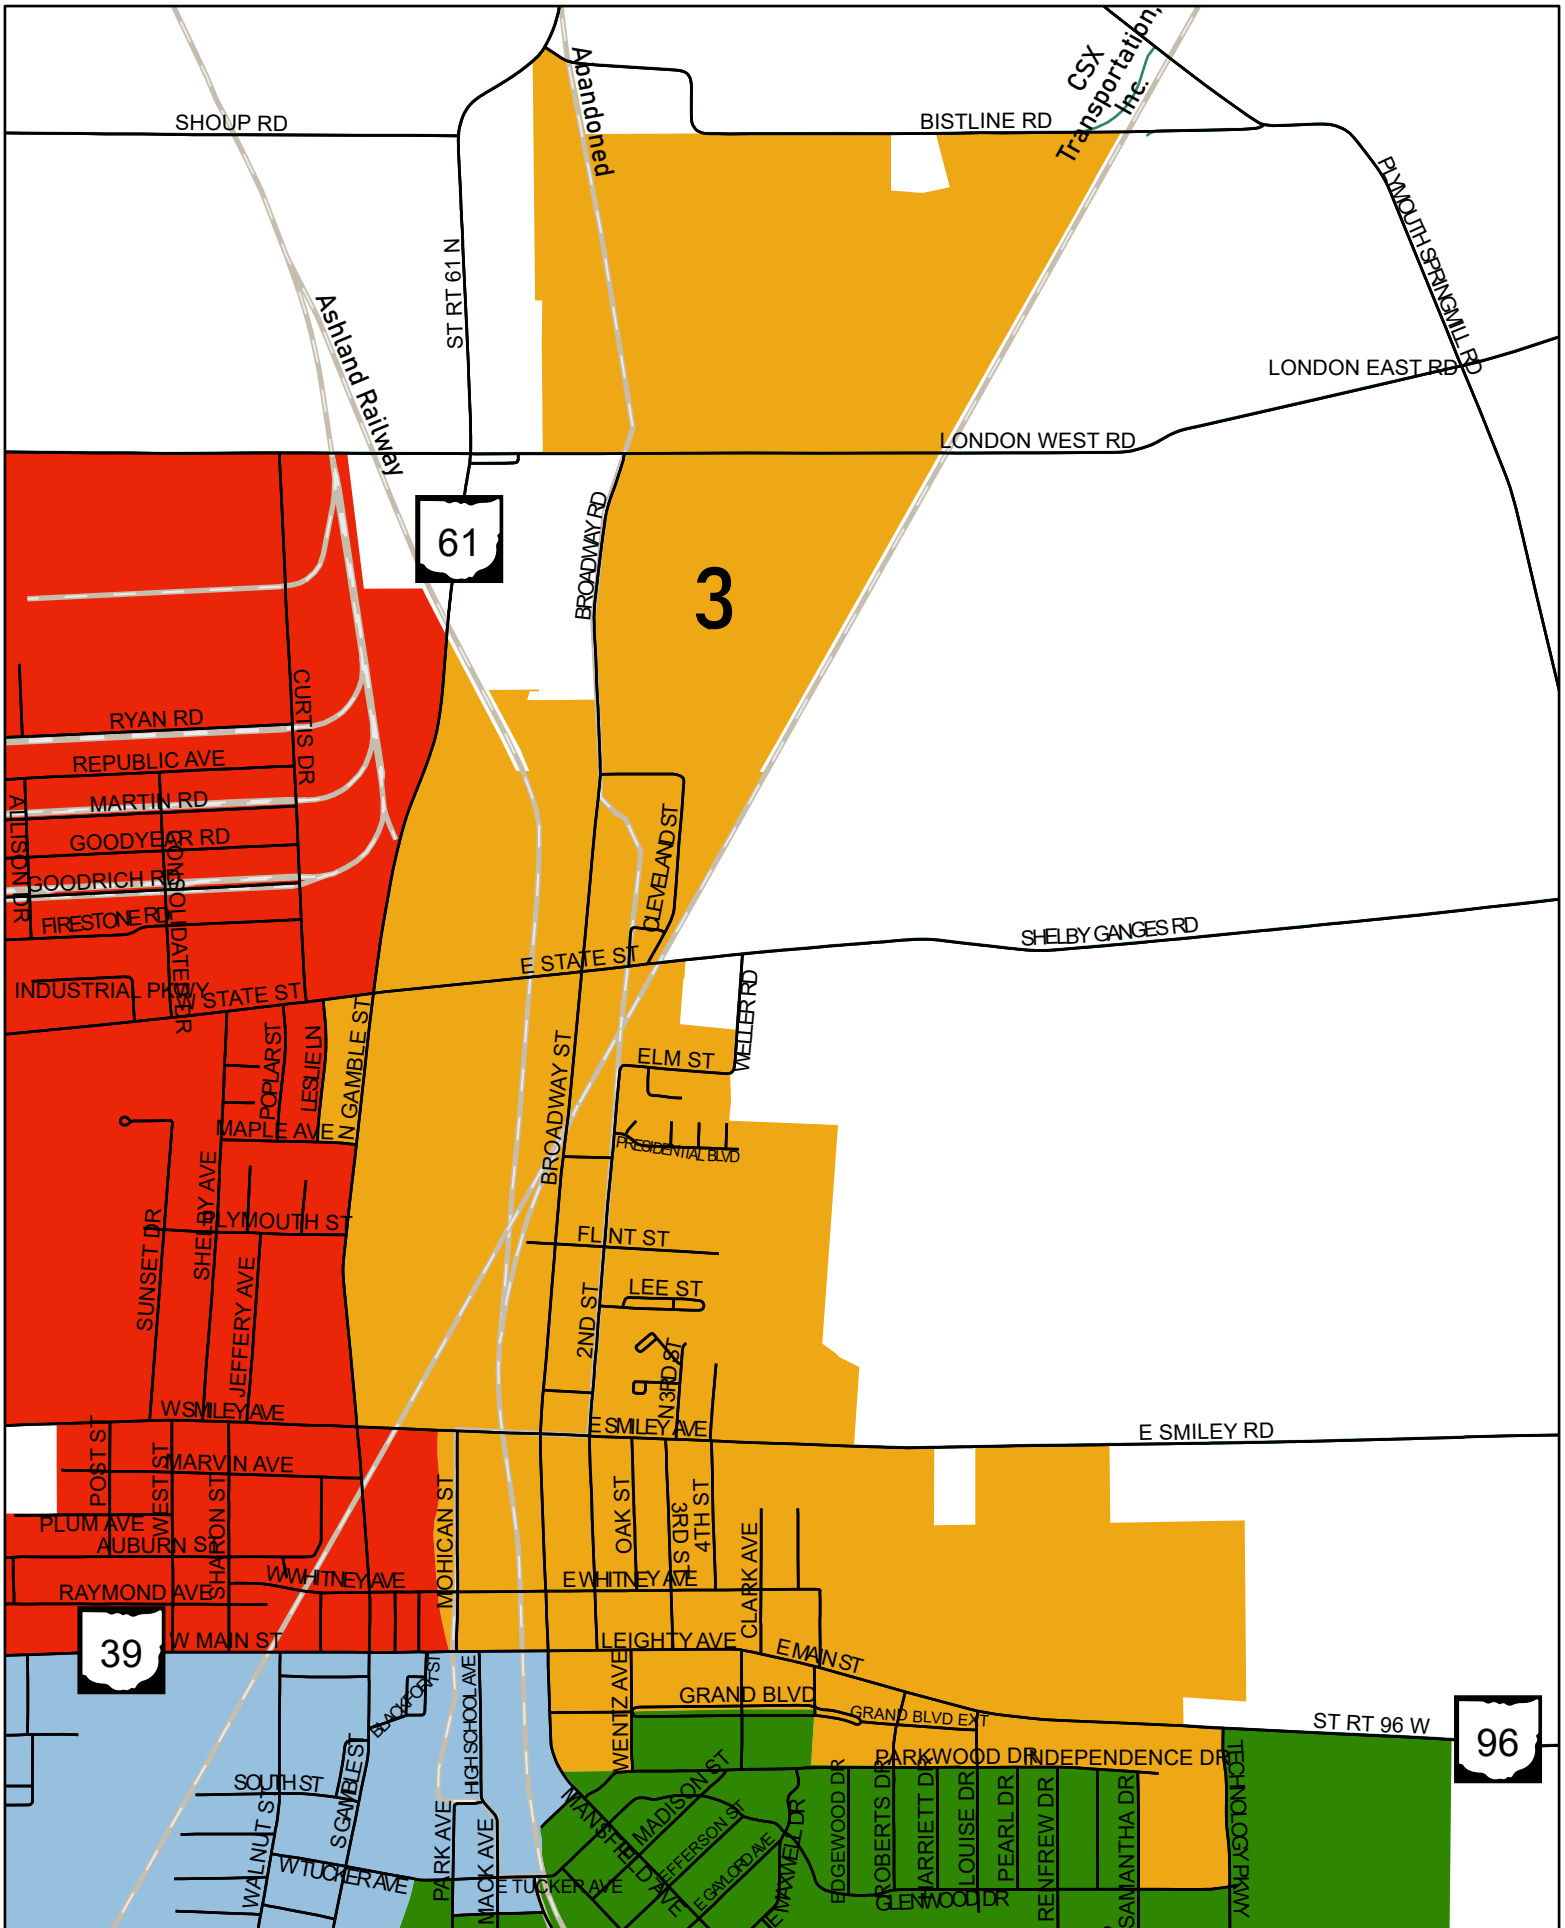 Abandoned
CSX
Transportation,
Inc.
SHOUP RD
BISTLINE RD
PLYMOUTH SPRINGMILL RD
ST RT 61 N
Ashland Railway
LONDON EAST RD
LONDON WEST RD
61
BROADWAY RD
3
CURTIS DR
RYAN RD
REPUBLIC AVE
MARTIN RD
ALLISON DR
GOODYEAR RD
CONSOLIDATED DR
GOODRICH RD
FIRESTONE RD
CLEVELAND ST
SHELBY GANGES RD
E STATE ST
INDUSTRIAL PKWY
W STATE ST
WELLER RD
POPLAR ST
LESLIE LN
N GAMBLE ST
BROADWAY ST
ELM ST
MAPLE AVE
PRESIDENTIAL BLVD
SHELBY AVE
PLYMOUTH ST
SUNSET DR
JEFFERY AVE
FLINT ST
LEE ST
2ND ST
N 3RD ST
W SMILEY AVE
E SMILEY AVE
E SMILEY RD
POST ST
WEST ST
MARVIN AVE
SHARON ST
MOHICAN ST
OAK ST
3RD ST
4TH ST
CLARK AVE
PLUM AVE
AUBURN ST
W WHITNEY AVE
E WHITNEY AVE
RAYMOND AVE
39
W MAIN ST
LEIGHTY AVE
E MAIN ST
BLACKFORK ST
HIGH SCHOOL AVE
WENTZ AVE
GRAND BLVD
GRAND BLVD EXT
ST RT 96 W
96
PARKWOOD DR
INDEPENDENCE DR
TECHNOLOGY PKWY
SOUTH ST
S GAMBLE ST
WALNUT ST
W TUCKER AVE
PARK AVE
MACK AVE
E TUCKER AVE
MANSFIELD AVE
MADISON ST
JEFFERSON ST
E GAYLORD AVE
E MAXWELL DR
EDGEWOOD DR
ROBERTS DR
HARRIETT DR
LOUISE DR
PEARL DR
RENFREW DR
SAMANTHA DR
GLENWOOD DR